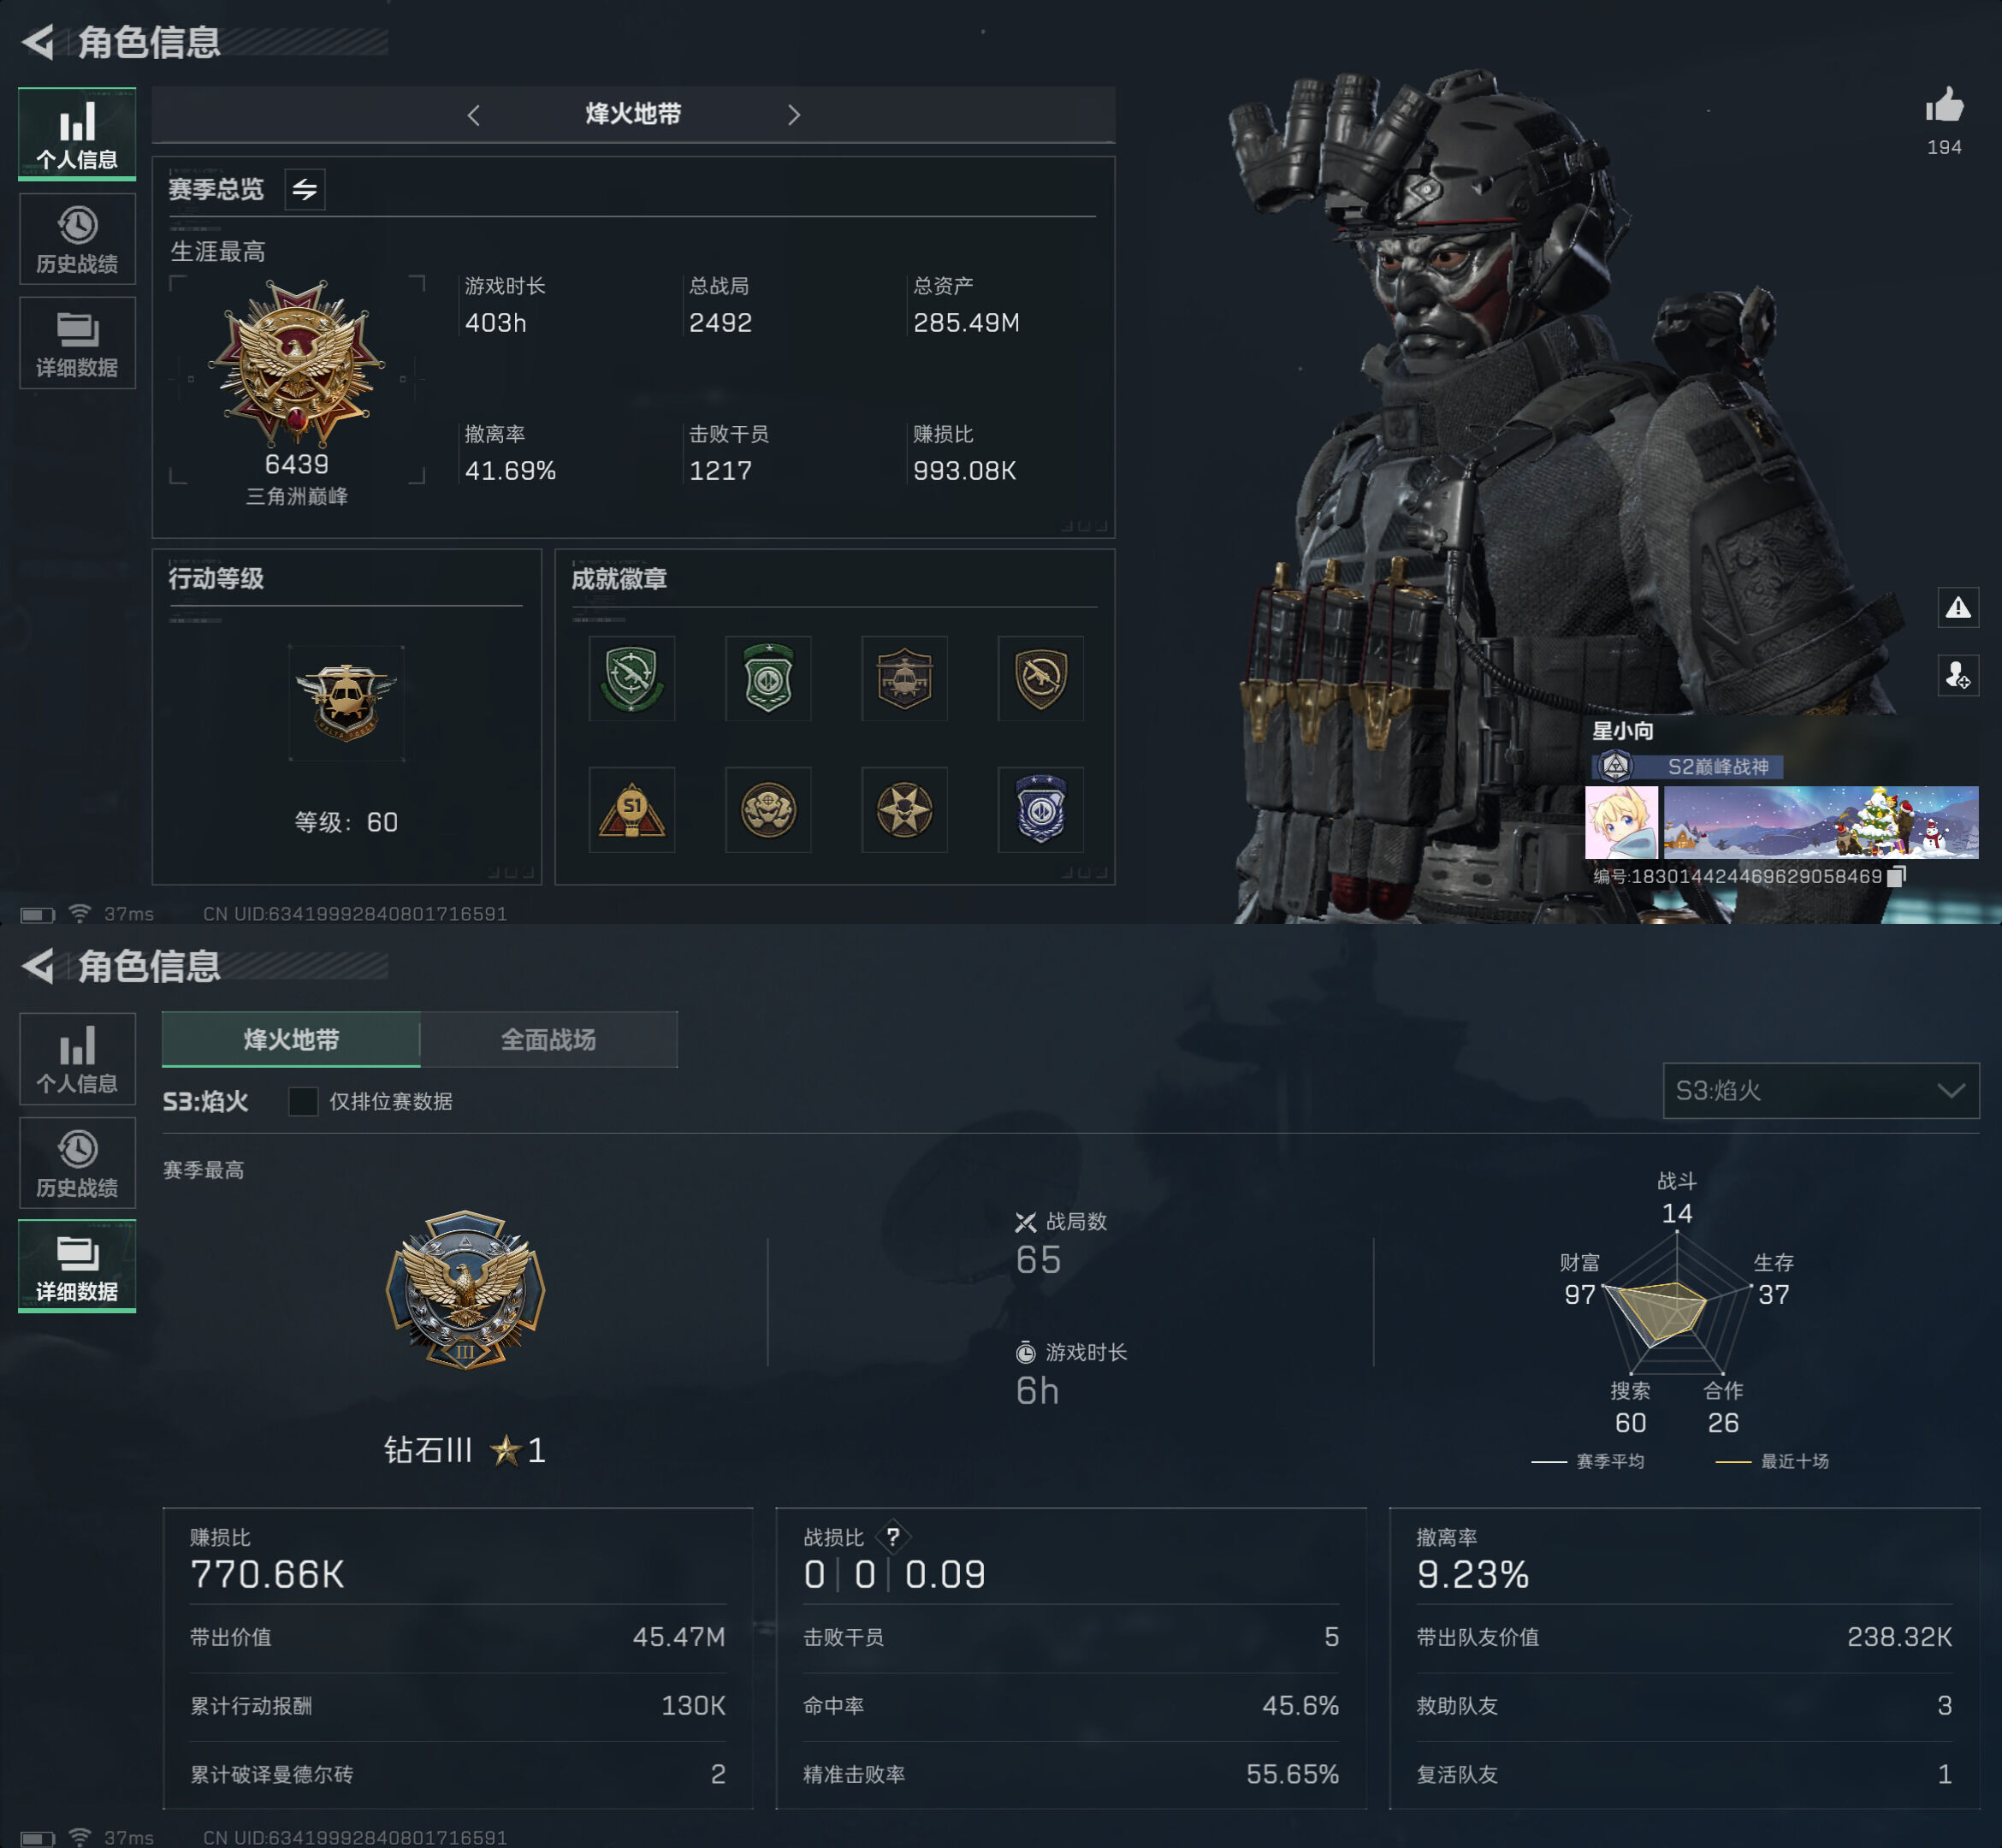 角色信息
个人信息
历史战绩
详细数据
烽火地带
赛季总览
生涯最高
6439
三角洲巅峰
游戏时长
403h
总战局
2492
总资产
285.49M
撤离率
41.69%
击败干员
1217
赚损比
993.08K
行动等级
等级：60
成就徽章
S1
194
星小向
S2巅峰战神
编号:183014424469629058469
37ms
CN UID:63419992840801716591
角色信息
个人信息
历史战绩
详细数据
烽火地带
全面战场
S3:焰火
仅排位赛数据
S3:焰火
赛季最高
III
钻石III ★1
战局数
65
游戏时长
6h
战斗
14
财富
97
生存
37
搜索
60
合作
26
赛季平均
最近十场
赚损比
770.66K
带出价值 45.47M
累计行动报酬 130K
累计破译曼德尔砖 2
战损比 ?
0 | 0 | 0.09
击败干员 5
命中率 45.6%
精准击败率 55.65%
撤离率
9.23%
带出队友价值 238.32K
救助队友 3
复活队友 1
37ms
CN UID:63419992840801716591